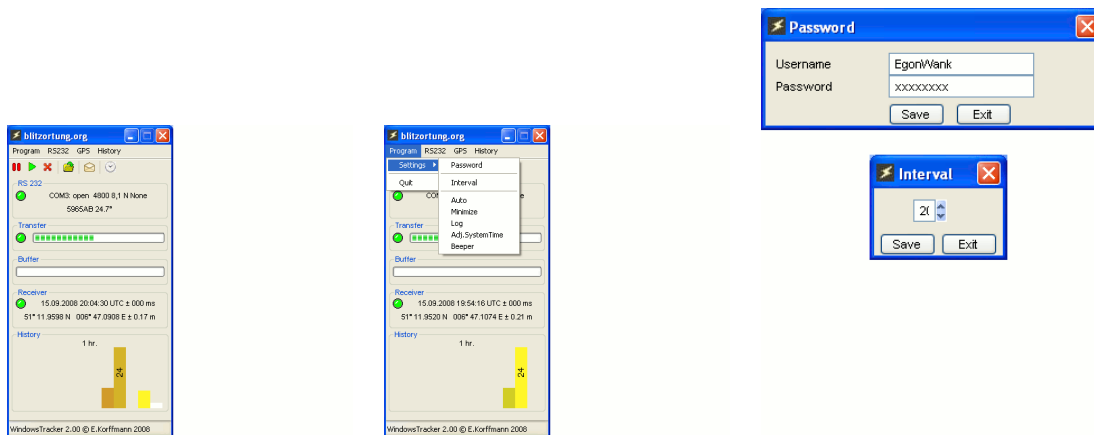 blitzortung.org
Program RS232 GPS History
RS 232
COM3: open 4800 8,1 N None
5965AB 24.7°
Transfer
Buffer
Receiver
15.09.2008 20:04:30 UTC ± 000 ms
51° 11.9598 N 006° 47.0908 E ± 0.17 m
History
1 hr.
24
WindowsTracker 2.00 © E.Korffmann 2008
blitzortung.org
Program RS232 GPS History
Settings
Password
Quit
Interval
Auto
Minimize
Log
Adj.SystemTime
Beeper
Transfer
Buffer
Receiver
15.09.2008 19:54:16 UTC ± 000 ms
51° 11.9520 N 006° 47.1074 E ± 0.21 m
History
1 hr.
24
WindowsTracker 2.00 © E.Korffmann 2008
Password
Username EgonWank
Password xxxxxxxx
Save Exit
Interval
Save Exit